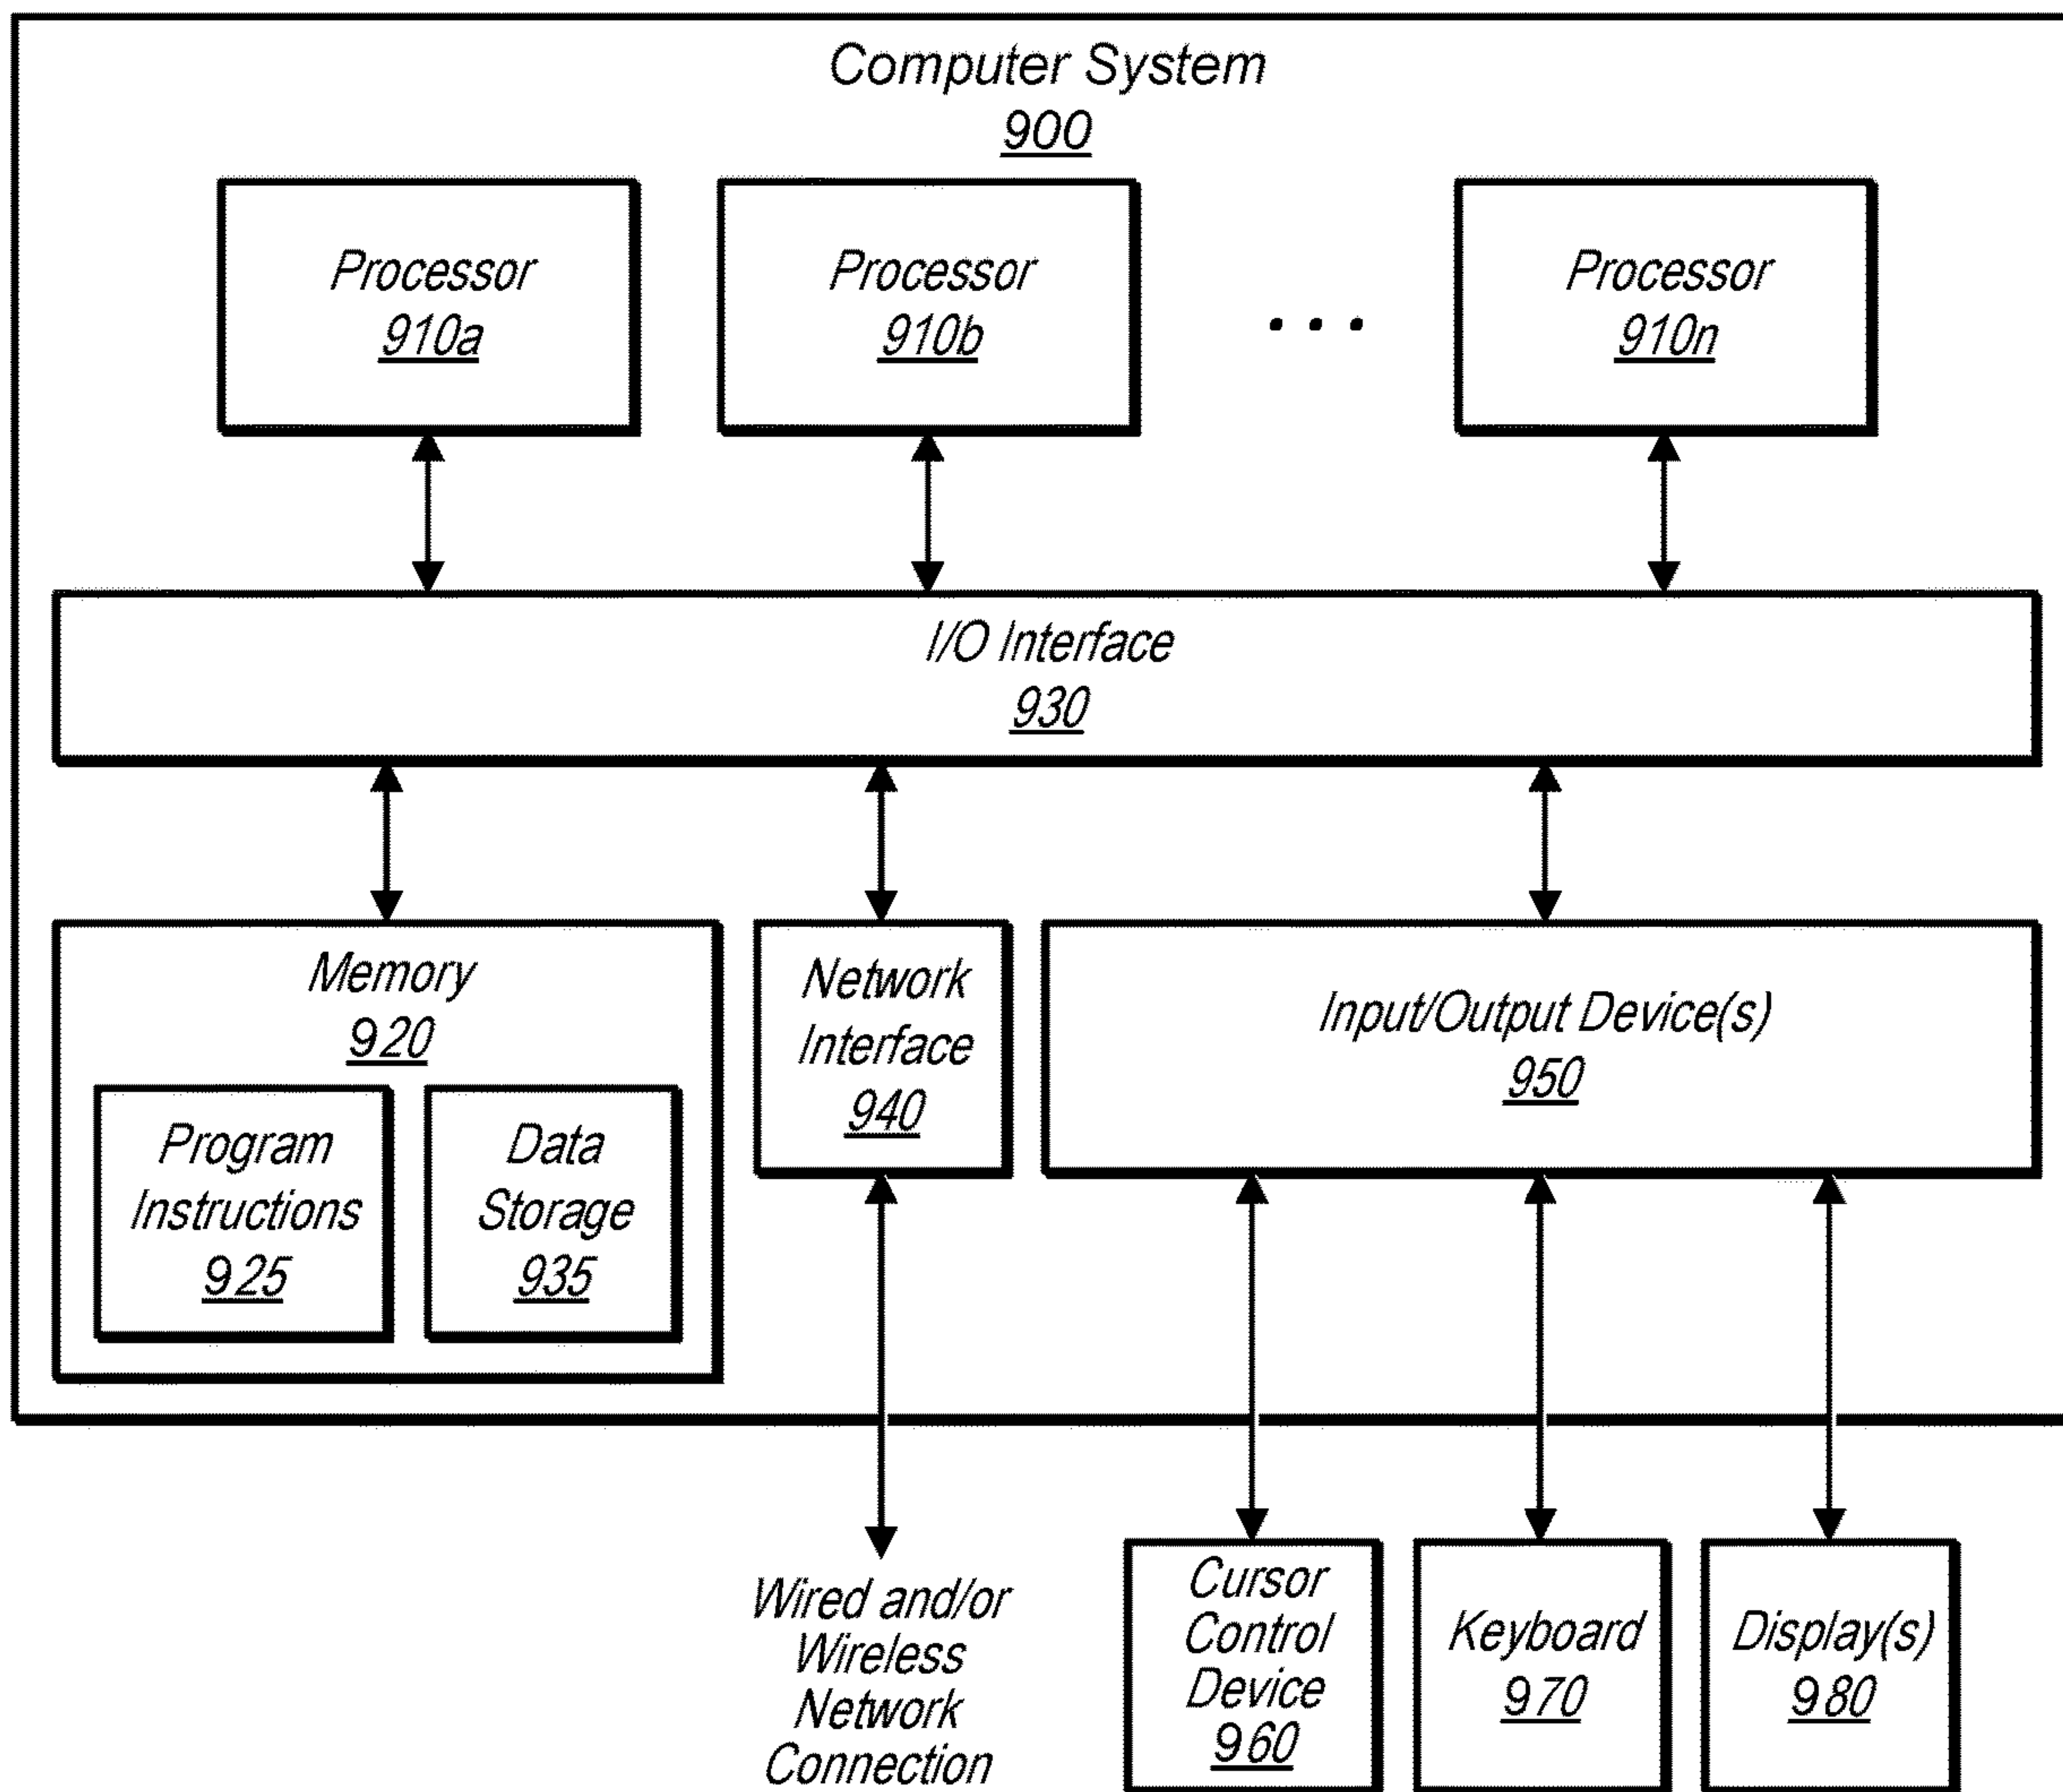 Computer System
900
Processor
910a
Processor
910b
. . .
Processor
910n
I/O Interface
930
Memory
920
Program
Instructions
925
Data
Storage
935
Network
Interface
940
Input/Output Device(s)
950
Wired and/or
Wireless
Network
Connection
Cursor
Control
Device
960
Keyboard
970
Display(s)
980